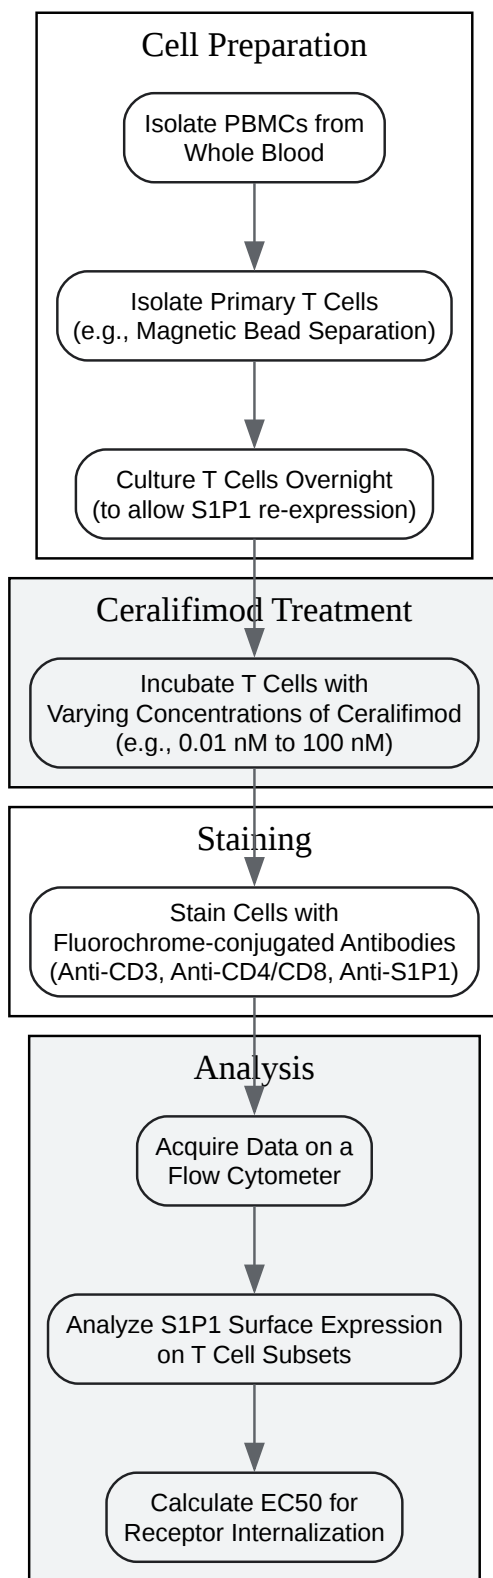 Cell Preparation
Isolate PBMCs from
Whole Blood
Isolate Primary T Cells
(e.g., Magnetic Bead Separation)
Culture T Cells Overnight
(to allow S1P1 re-expression)
Ceralifimod Treatment
Incubate T Cells with
Varying Concentrations of Ceralifimod
(e.g., 0.01 nM to 100 nM)
Staining
Stain Cells with
Fluorochrome-conjugated Antibodies
(Anti-CD3, Anti-CD4/CD8, Anti-S1P1)
Analysis
Acquire Data on a
Flow Cytometer
Analyze S1P1 Surface Expression
on T Cell Subsets
Calculate EC50 for
Receptor Internalization